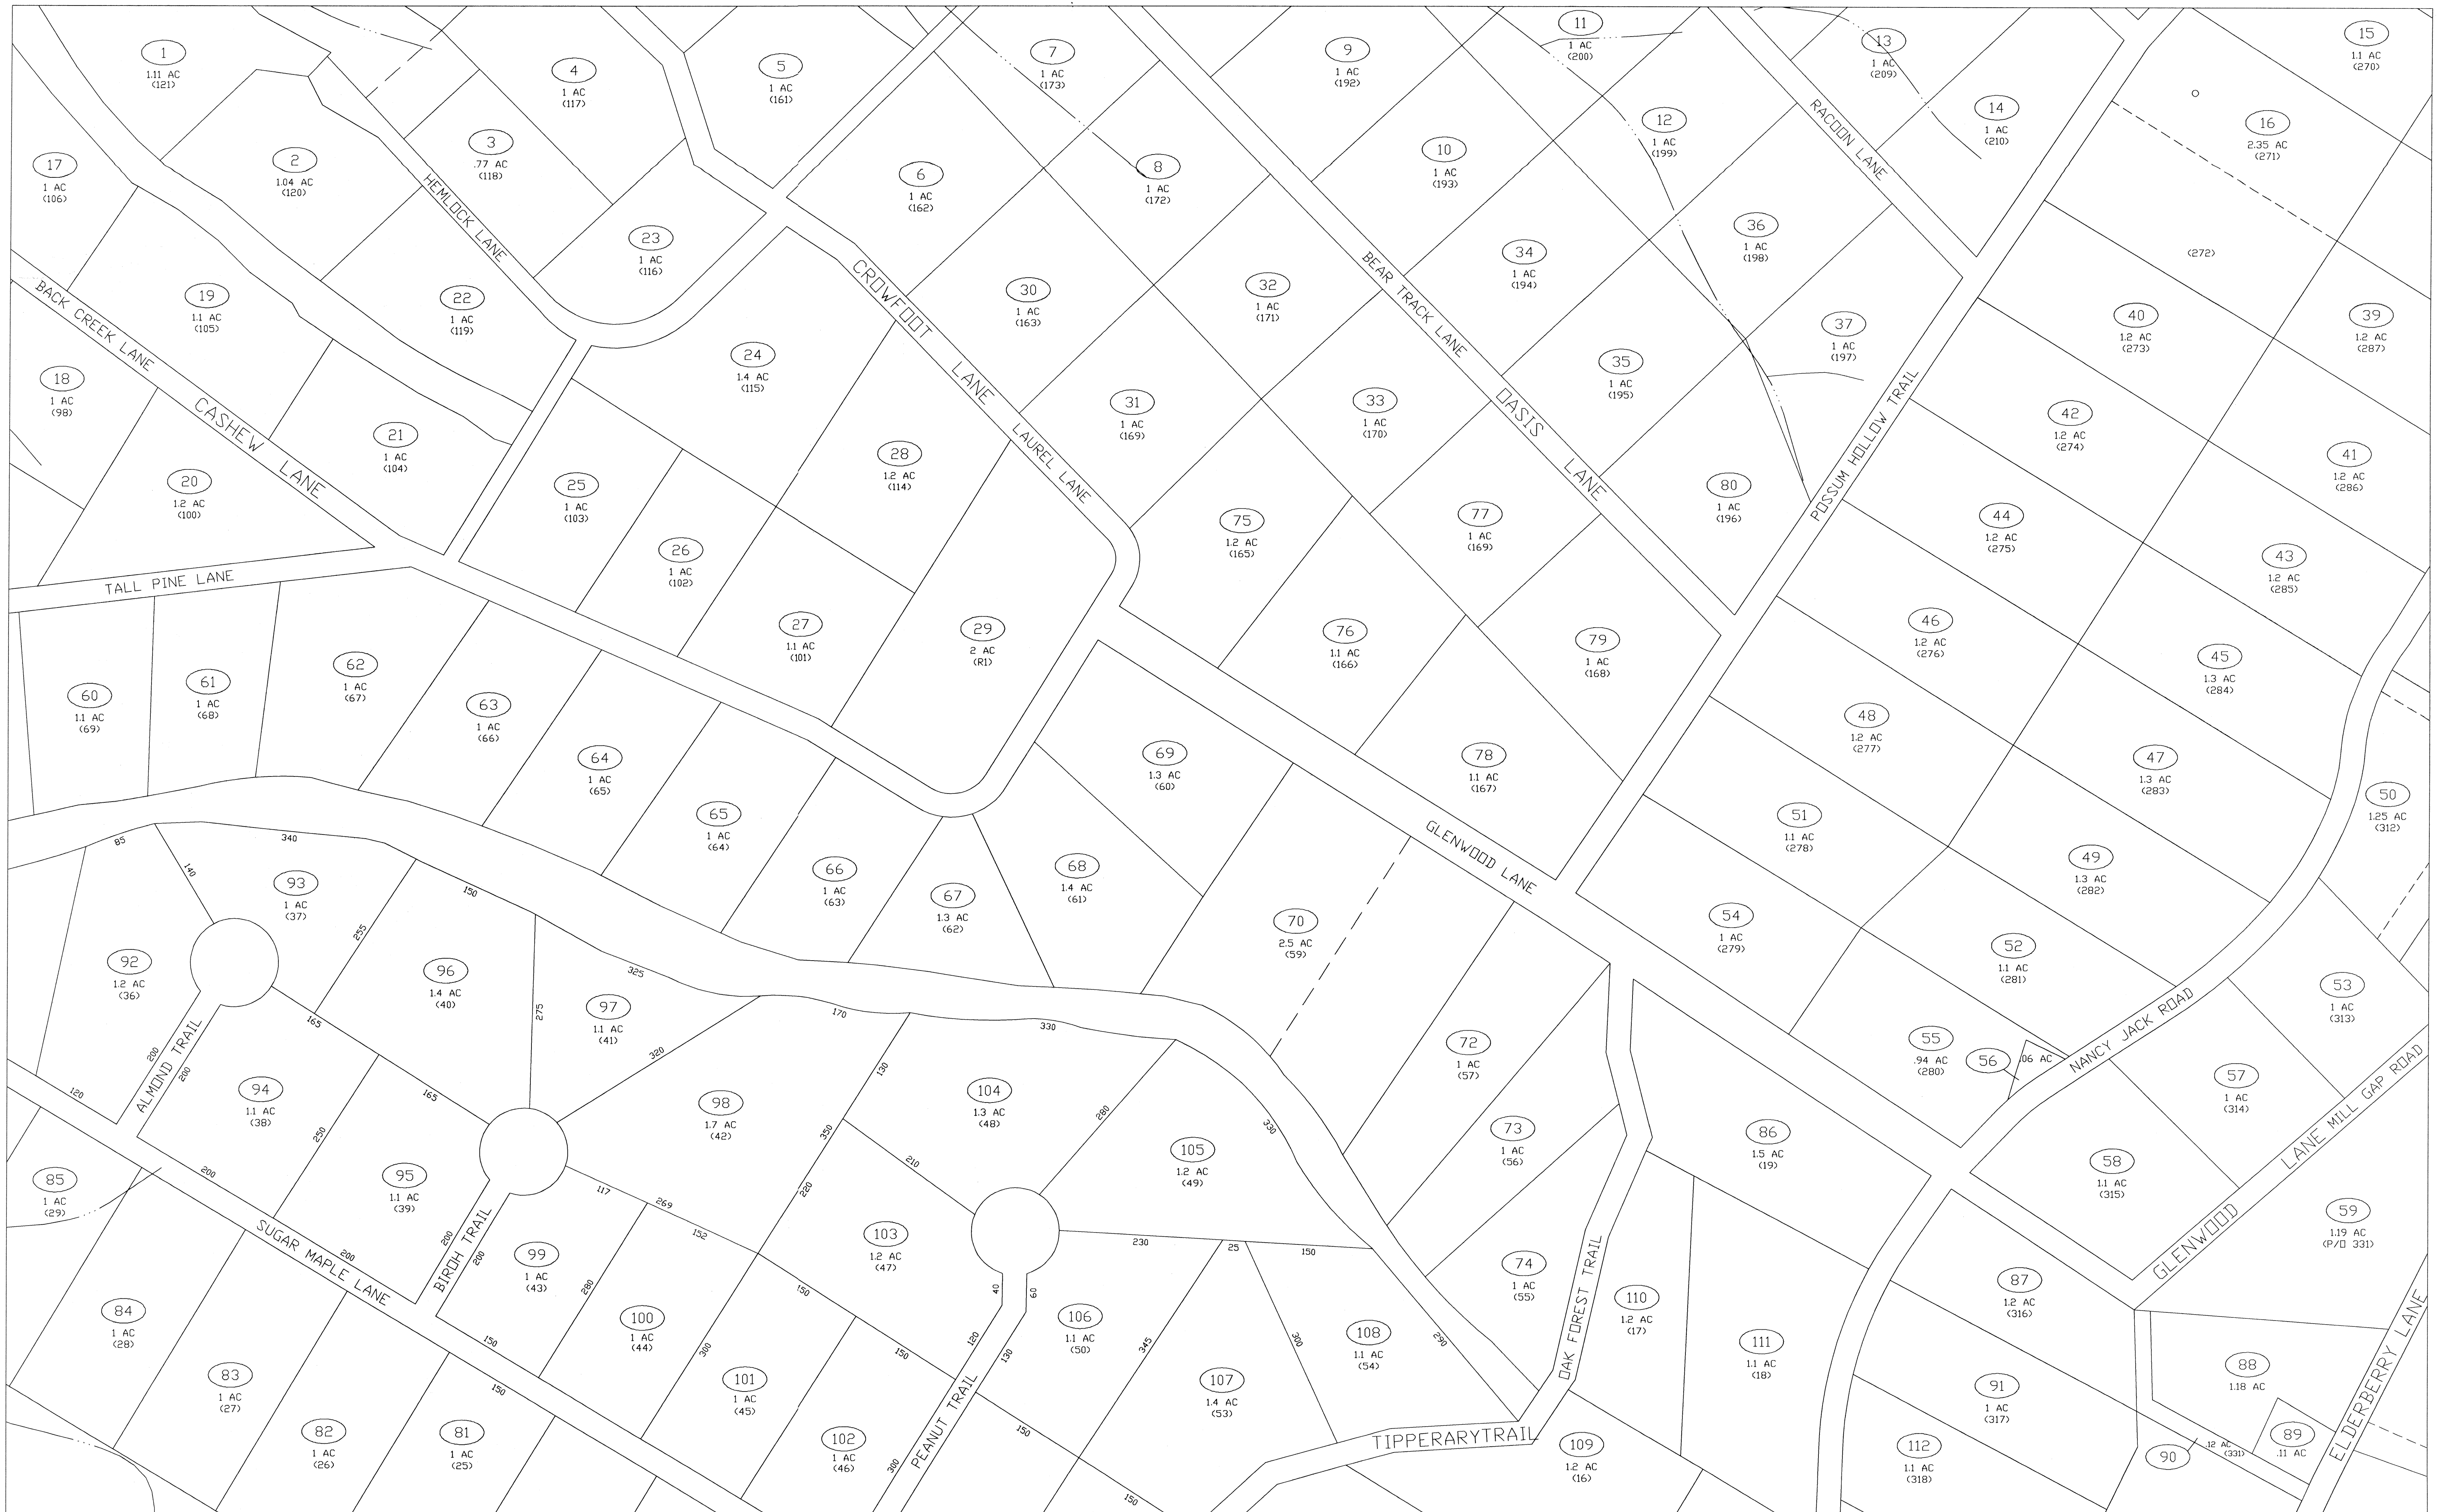 1
1.11 AC
(121)
2
1.04 AC
(120)
3
.77 AC
(118)
4
1 AC
(117)
5
1 AC
(161)
6
1 AC
(162)
7
1 AC
(173)
8
1 AC
(172)
9
1 AC
(192)
10
1 AC
(193)
11
1 AC
(200)
12
1 AC
(199)
13
1 AC
(209)
14
1 AC
(210)
15
1.1 AC
(270)
16
2.35 AC
(271)
(272)
17
1 AC
(106)
18
1 AC
(98)
19
1.1 AC
(105)
20
1.2 AC
(100)
21
1 AC
(104)
22
1 AC
(119)
23
1 AC
(116)
24
1.4 AC
(115)
25
1 AC
(103)
26
1 AC
(102)
27
1.1 AC
(101)
28
1.2 AC
(114)
29
2 AC
(R1)
30
1 AC
(163)
31
1 AC
(169)
32
1 AC
(171)
33
1 AC
(170)
34
1 AC
(194)
35
1 AC
(195)
36
1 AC
(198)
37
1 AC
(197)
39
1.2 AC
(287)
40
1.2 AC
(273)
41
1.2 AC
(286)
42
1.2 AC
(274)
43
1.2 AC
(285)
44
1.2 AC
(275)
45
1.3 AC
(284)
46
1.2 AC
(276)
47
1.3 AC
(283)
48
1.2 AC
(277)
49
1.3 AC
(282)
50
1.25 AC
(312)
51
1.1 AC
(278)
52
1.1 AC
(281)
53
1 AC
(313)
54
1 AC
(279)
55
.94 AC
(280)
56
.06 AC
57
1 AC
(314)
58
1.1 AC
(315)
59
1.19 AC
(P/O 331)
60
1.1 AC
(69)
61
1 AC
(68)
62
1 AC
(67)
63
1 AC
(66)
64
1 AC
(65)
65
1 AC
(64)
66
1 AC
(63)
67
1.3 AC
(62)
68
1.4 AC
(61)
69
1.3 AC
(60)
70
2.5 AC
(59)
72
1 AC
(57)
73
1 AC
(56)
74
1 AC
(55)
75
1.2 AC
(165)
76
1.1 AC
(166)
77
1 AC
(169)
78
1.1 AC
(167)
79
1 AC
(168)
80
1 AC
(196)
81
1 AC
(25)
82
1 AC
(26)
83
1 AC
(27)
84
1 AC
(28)
85
1 AC
(29)
86
1.5 AC
(19)
87
1.2 AC
(316)
88
1.18 AC
89
.11 AC
90
.12 AC
(331)
91
1 AC
(317)
92
1.2 AC
(36)
93
1 AC
(37)
94
1.1 AC
(38)
95
1.1 AC
(39)
96
1.4 AC
(40)
97
1.1 AC
(41)
98
1.7 AC
(42)
99
1 AC
(43)
100
1 AC
(44)
101
1 AC
(45)
102
1 AC
(46)
103
1.2 AC
(47)
104
1.3 AC
(48)
105
1.2 AC
(49)
106
1.1 AC
(50)
107
1.4 AC
(53)
108
1.1 AC
(54)
109
1.2 AC
(16)
110
1.2 AC
(17)
111
1.1 AC
(18)
112
1.1 AC
(318)
HEMLOCK LANE
BACK CREEK LANE
CASHEW LANE
TALL PINE LANE
CROWFOOT LANE
LAUREL LANE
BEAR TRACK LANE
OASIS LANE
RACOON LANE
POSSUM HOLLOW TRAIL
GLENWOOD LANE
NANCY JACK ROAD
GLENWOOD LANE
MILL GAP ROAD
ELDERBERRY LANE
OAK FOREST TRAIL
TIPPERARYTRAIL
PEANUT TRAIL
BIROH TRAIL
ALMOND TRAIL
SUGAR MAPLE LANE
85
140
340
150
255
325
275
165
165
320
170
330
130
350
220
210
280
330
200
200
120
250
200
200
200
200
117
269
152
280
150
300
150
150
150
150
150
230
25
150
40
60
120
130
300
345
300
290